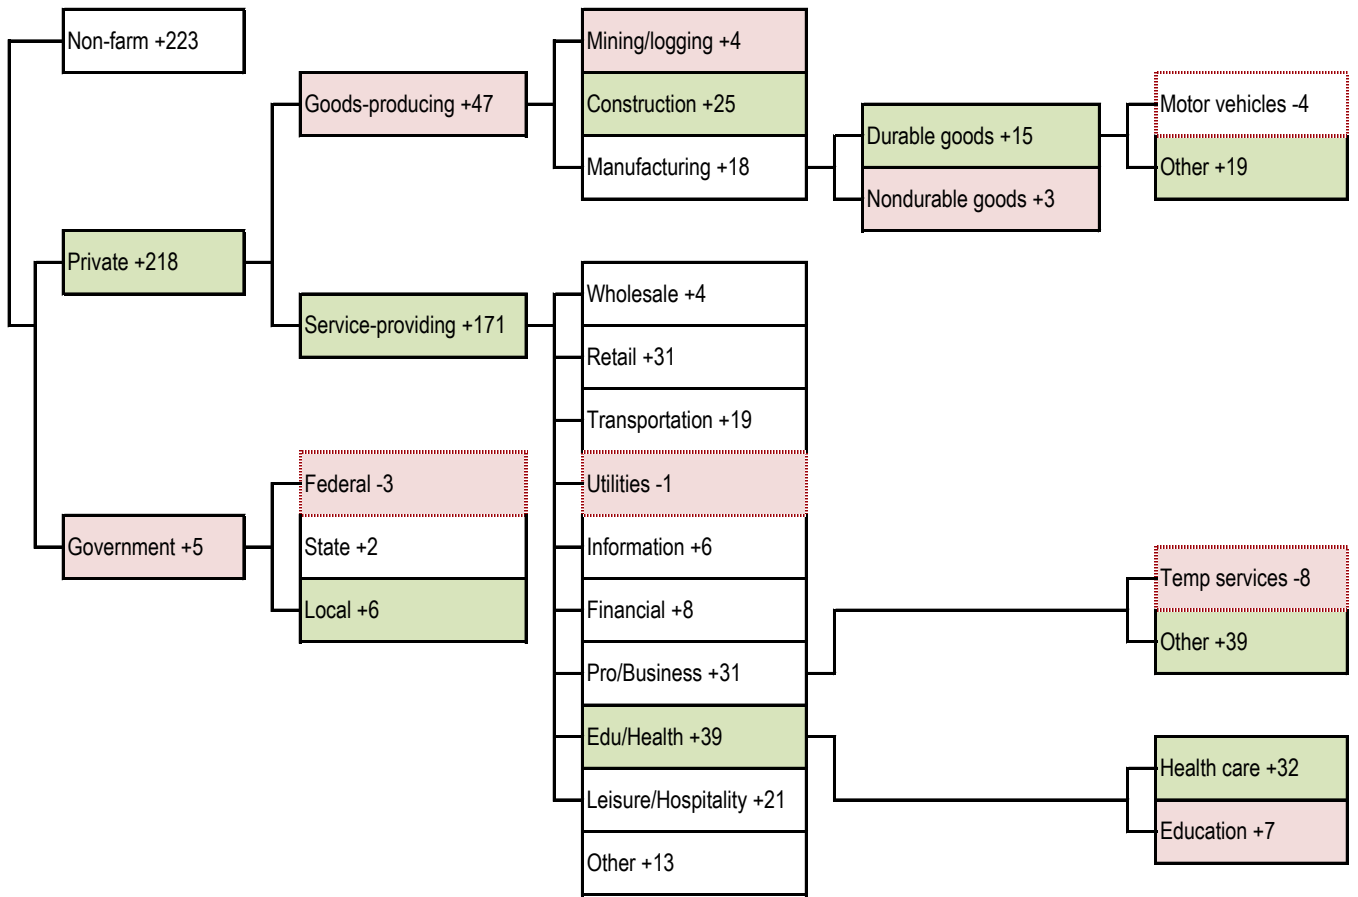 Non-farm +223
Private +218
Government +5
Goods-producing +47
Service-providing +171
Federal -3
State +2
Local +6
Mining/logging +4
Construction +25
Manufacturing +18
Wholesale +4
Retail +31
Transportation +19
Utilities -1
Information +6
Financial +8
Pro/Business +31
Edu/Health +39
Leisure/Hospitality +21
Other +13
Durable goods +15
Nondurable goods +3
Motor vehicles -4
Other +19
Temp services -8
Other +39
Health care +32
Education +7